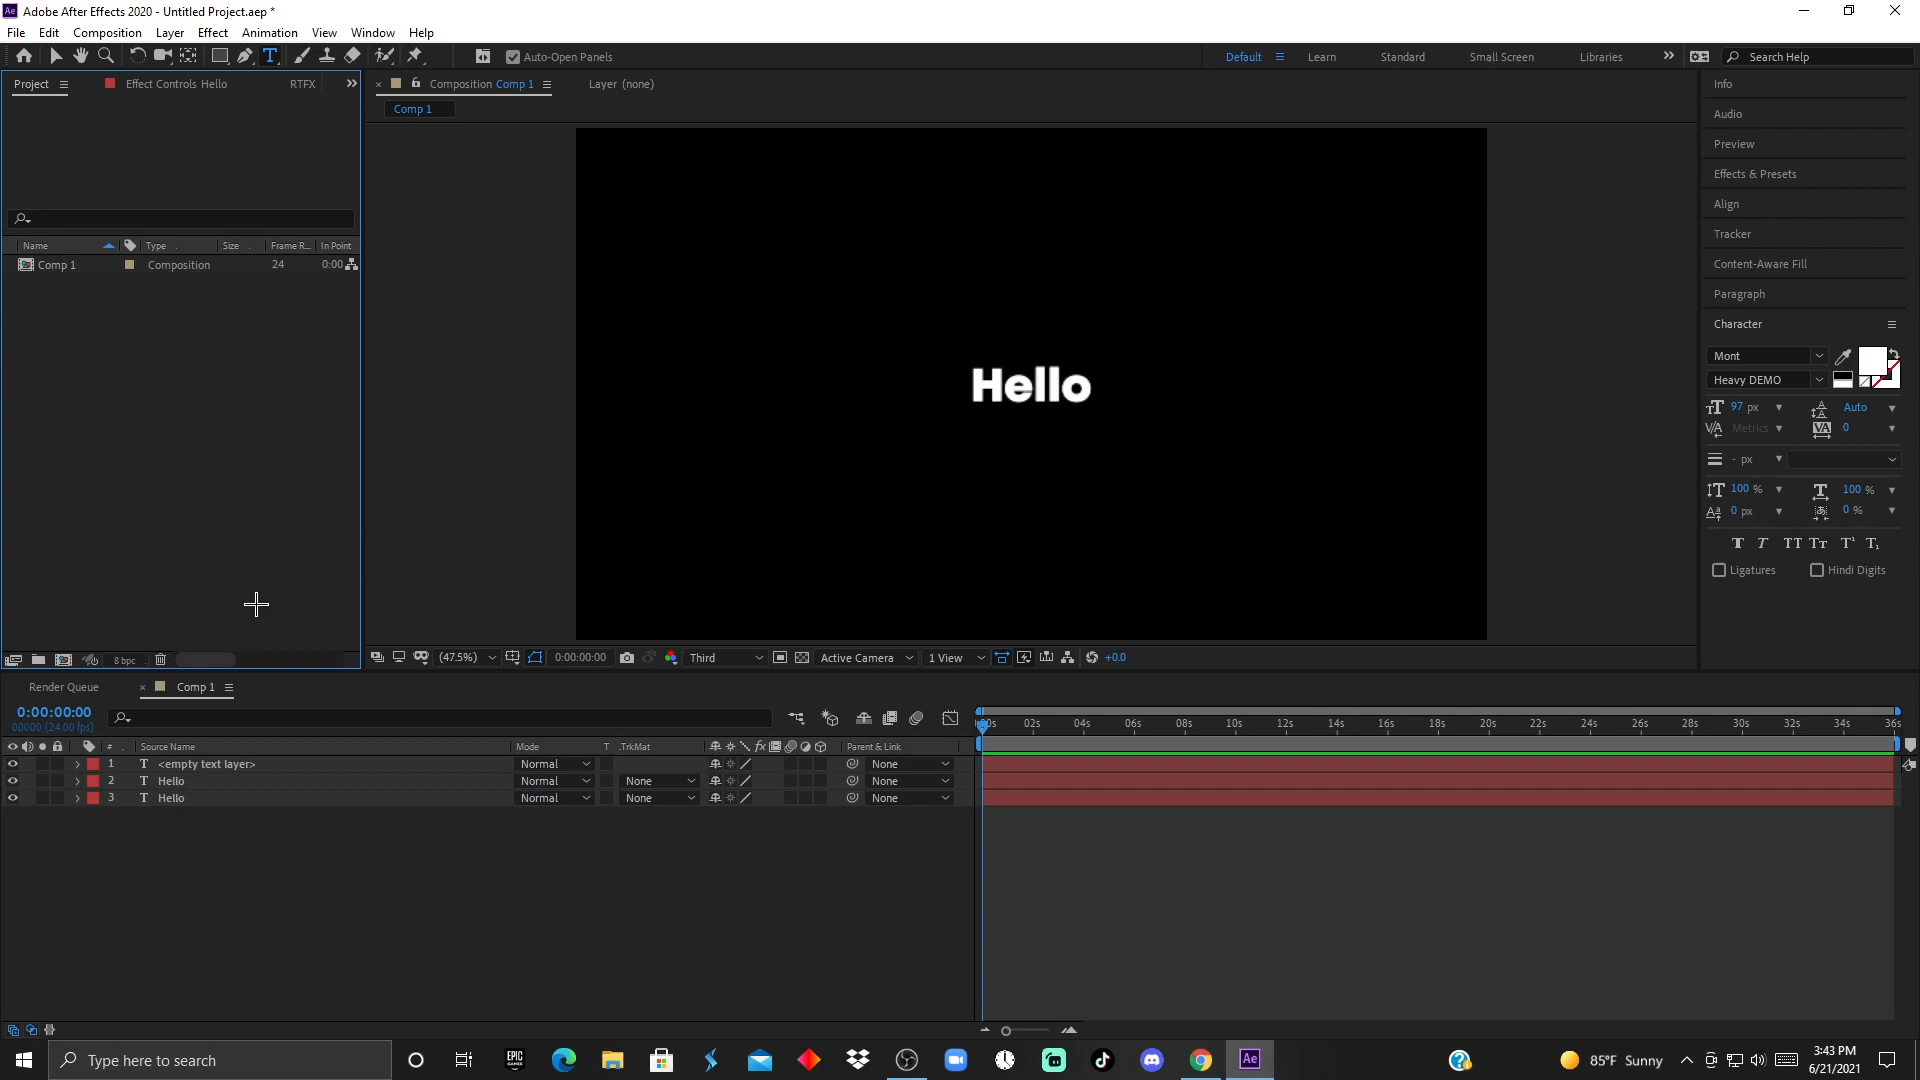 Ae Adobe After Effects 2020 - Untitled Project.aep *
File Edit Composition Layer Effect Animation View Window Help
Auto-Open Panels Default Learn Standard Small Screen Libraries Search Help
Project Effect Controls Hello RTFX
Composition Comp 1 Layer (none)
Comp 1
Name Type Size Frame R... In Point
Comp 1 Composition 24 0:00
8 bpc
Hello
(47.5%) 0:00:00:00 Third Active Camera 1 View +0.0
Info
Audio
Preview
Effects & Presets
Align
Tracker
Content-Aware Fill
Paragraph
Character
Mont
Heavy DEMO
97 px Auto
Metrics 0
- px
100 % 100 %
0 px 0 %
Ligatures Hindi Digits
Render Queue Comp 1
0:00:00:00
00000 (24.00 fps)
00s 02s 04s 06s 08s 10s 12s 14s 16s 18s 20s 22s 24s 26s 28s 30s 32s 34s 36s
# Source Name Mode T .TrkMat fx Parent & Link
1 T <empty text layer> Normal None
2 T Hello Normal None None
3 T Hello Normal None None
Type here to search
EPIC GAMES
Ae
85°F Sunny
3:43 PM
6/21/2021